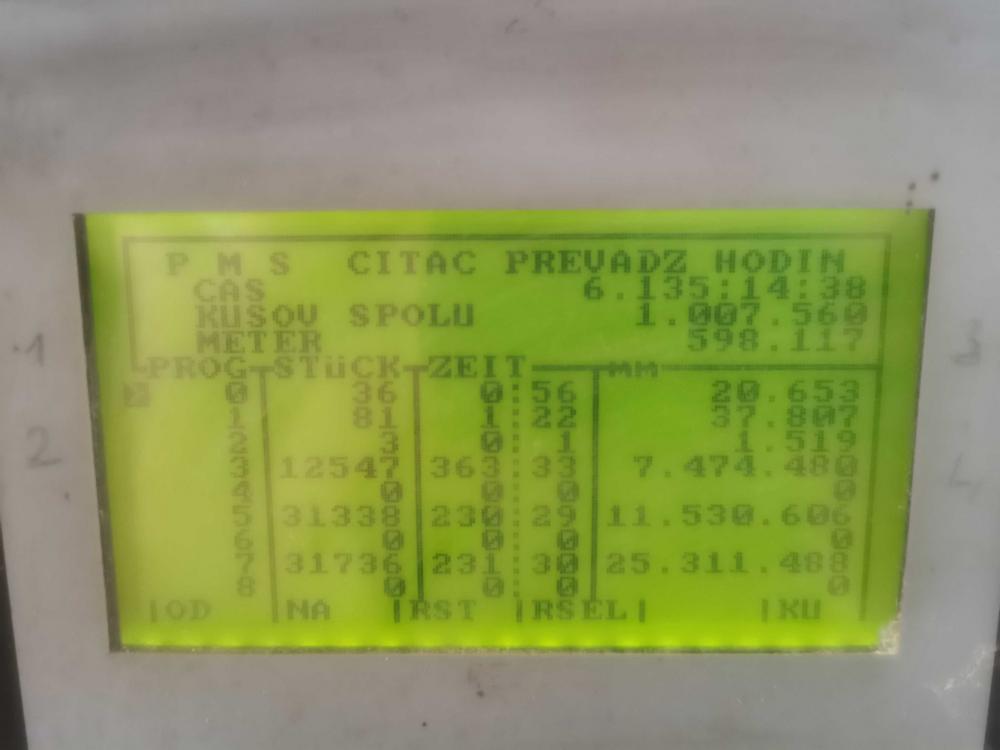 P M S CITAC PREVADZ HODIN
CAS 6.135:14:38
KUSOV SPOLU 1.007.560
METER 598.117
PROG STüCK ZEIT MM
0 36 0:56 20.653
1 81 1:22 37.807
2 3 0:1 1.519
3 12547 363:33 7.474.480
4 0 0:0 0
5 31338 230:29 11.530.606
6 0 0:0 0
7 31736 231:30 25.311.488
8 0 0:0 0
|OD |NA |RST |RSEL| |KU |
1
2
3